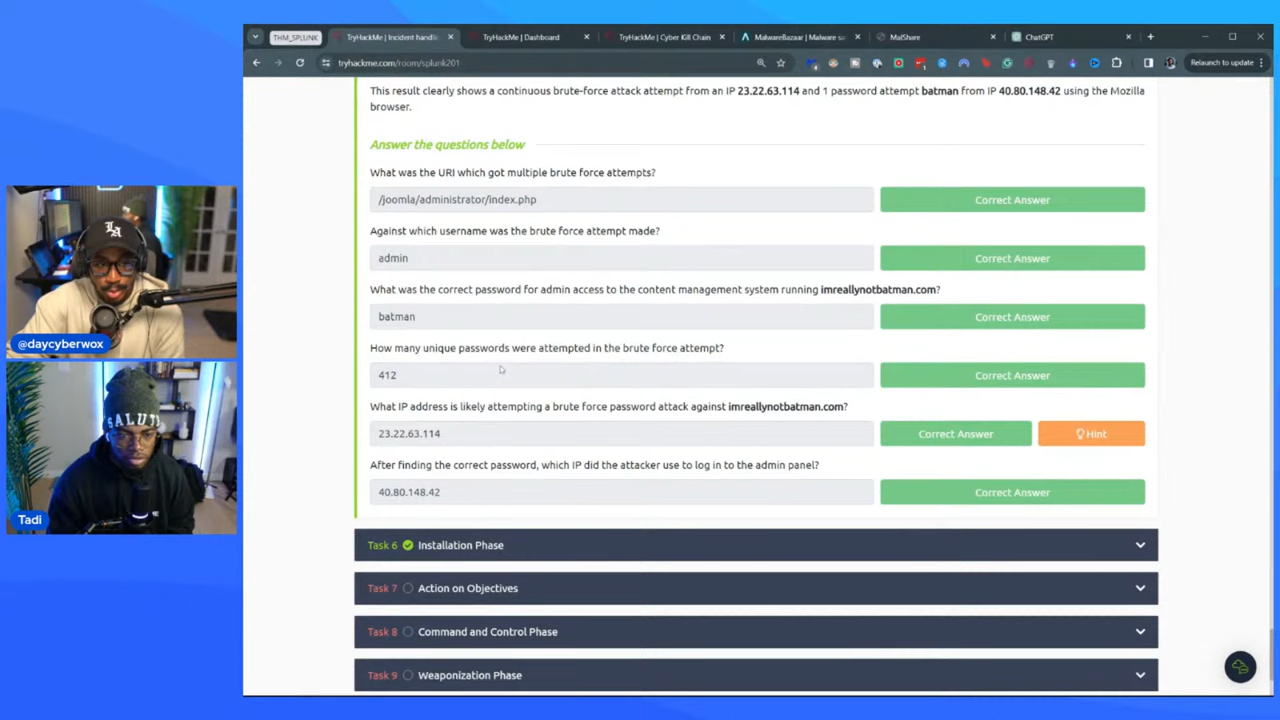 THM_SPLUNK
TryHackMe | Incident handlin
TryHackMe | Dashboard
TryHackMe | Cyber Kill Chain
MalwareBazaar | Malware sa
MalShare
ChatGPT
tryhackme.com/room/splunk201
Relaunch to update
This result clearly shows a continuous brute-force attack attempt from an IP 23.22.63.114 and 1 password attempt batman from IP 40.80.148.42 using the Mozilla
browser.
Answer the questions below
What was the URI which got multiple brute force attempts?
/joomla/administrator/index.php
Correct Answer
Against which username was the brute force attempt made?
admin
Correct Answer
What was the correct password for admin access to the content management system running imreallynotbatman.com?
batman
Correct Answer
How many unique passwords were attempted in the brute force attempt?
412
Correct Answer
What IP address is likely attempting a brute force password attack against imreallynotbatman.com?
23.22.63.114
Correct Answer
Hint
After finding the correct password, which IP did the attacker use to log in to the admin panel?
40.80.148.42
Correct Answer
Task 6 Installation Phase
Task 7 Action on Objectives
Task 8 Command and Control Phase
Task 9 Weaponization Phase
LA
@daycyberwox
SALUTE
Tadi